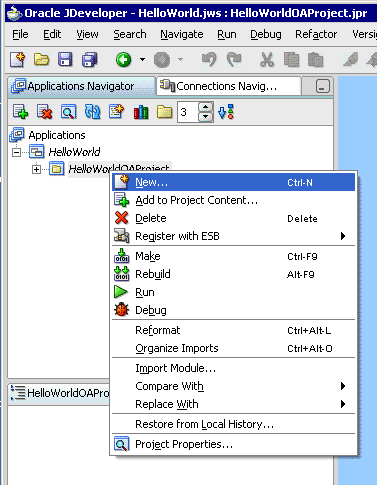 Oracle JDeveloper - HelloWorld.jws : HelloWorldOAProject.jpr
File Edit View Search Navigate Run Debug Refactor Versi
Applications Navigator Connections Navig...
3
Applications
HelloWorld
HelloWorldOAProject
New... Ctrl-N
Add to Project Content...
Delete Delete
Register with ESB
Make Ctrl-F9
Rebuild Alt-F9
Run
Debug
Reformat Ctrl+Alt-L
Organize Imports Ctrl+Alt-O
Import Module...
HelloWorldOAPro
Compare With
Replace With
Restore from Local History...
Project Properties...